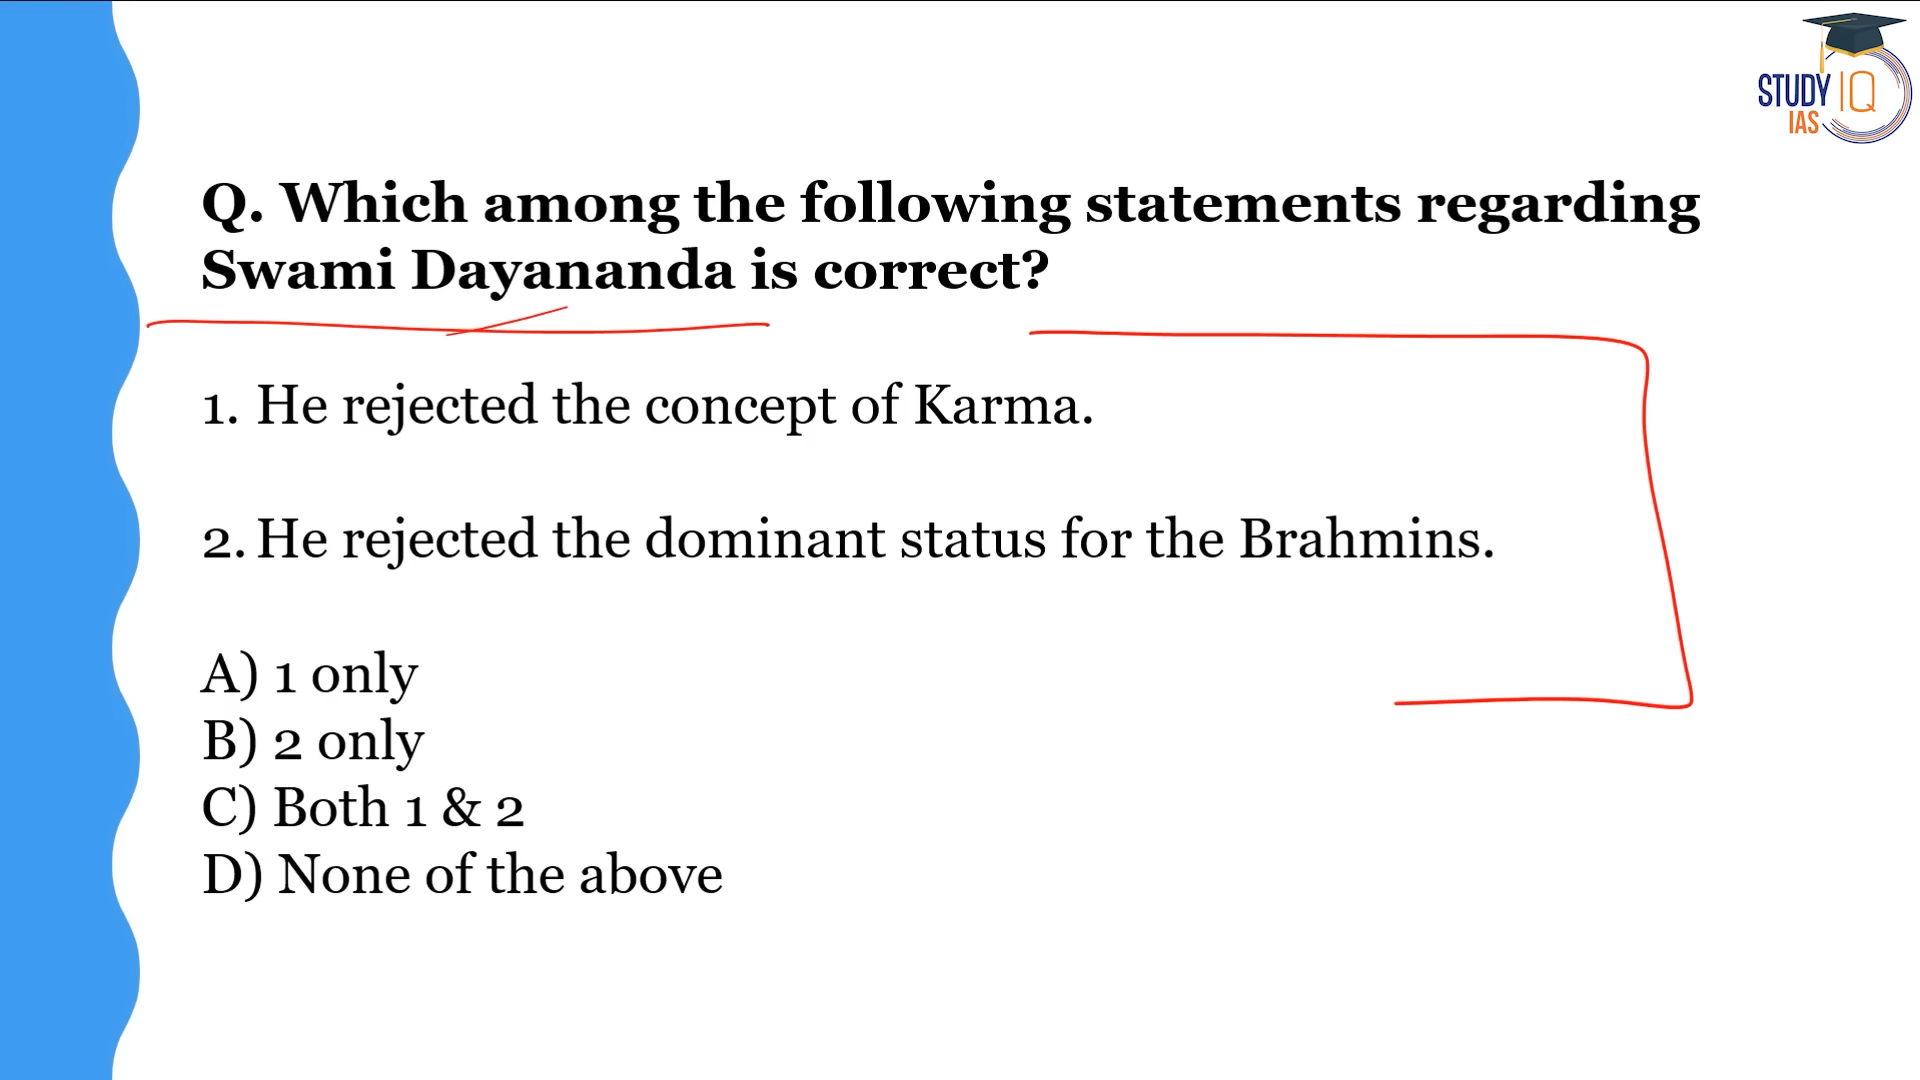 STUDY IQ
IAS
Q. Which among the following statements regarding
Swami Dayananda is correct?
1. He rejected the concept of Karma.
2. He rejected the dominant status for the Brahmins.
A) 1 only
B) 2 only
C) Both 1 & 2
D) None of the above